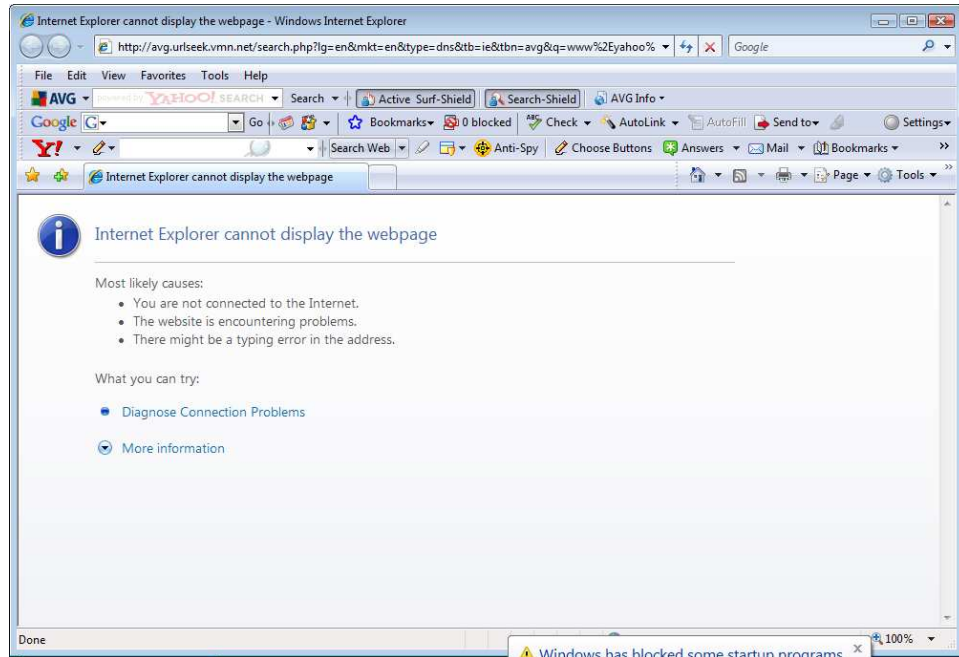 Internet Explorer cannot display the webpage - Windows Internet Explorer
http://avg.urlseek.vmn.net/search.php?lg=en&mkt=en&type=dns&tb=ie&tbn=avg&q=www%2Eyahoo% Google
File Edit View Favorites Tools Help
AVG powered by YAHOO! SEARCH Search Active Surf-Shield Search-Shield AVG Info
Google G Go Bookmarks 0 blocked ABC Check AutoLink AutoFill Send to Settings
Y! Search Web Anti-Spy Choose Buttons Answers Mail Bookmarks >>
Internet Explorer cannot display the webpage Page Tools >>
Internet Explorer cannot display the webpage
Most likely causes:
• You are not connected to the Internet.
• The website is encountering problems.
• There might be a typing error in the address.
What you can try:
Diagnose Connection Problems
More information
Done 100%
Windows has blocked some startup programs x